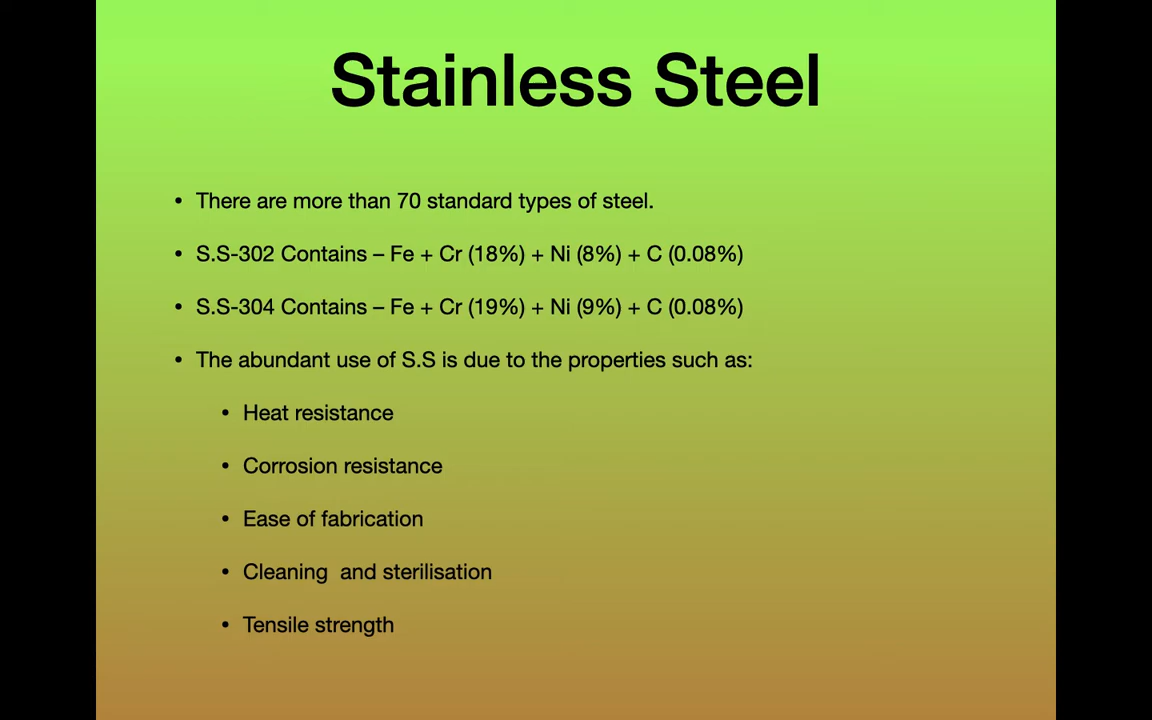 Stainless Steel
• There are more than 70 standard types of steel.
• S.S-302 Contains – Fe + Cr (18%) + Ni (8%) + C (0.08%)
• S.S-304 Contains – Fe + Cr (19%) + Ni (9%) + C (0.08%)
• The abundant use of S.S is due to the properties such as:
• Heat resistance
• Corrosion resistance
• Ease of fabrication
• Cleaning  and sterilisation
• Tensile strength